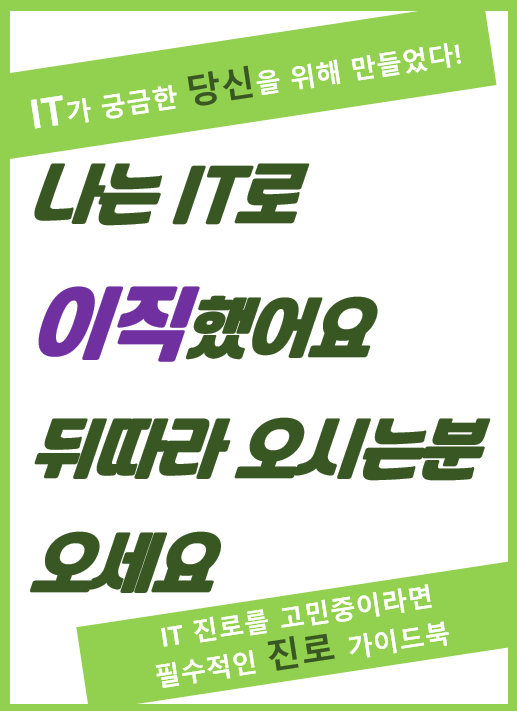 IT가 궁금한 당신을 위해 만들었다!
나는 IT로
이직했어요
뒤따라 오시는분
오세요
IT 진로를 고민중이라면
필수적인 진로 가이드북